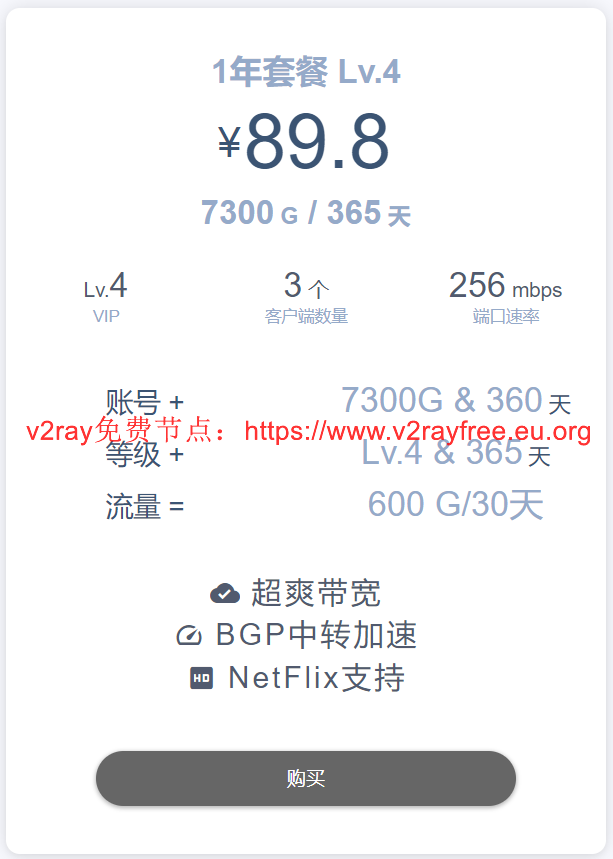 1年套餐 Lv.4
¥89.8
7300 G / 365 天
Lv.4 3 个 256 mbps
VIP 客户端数量 端口速率
账号 + 7300G & 360 天
v2ray免费节点：https://www.v2rayfree.eu.org
等级 + Lv.4 & 365 天
流量 = 600 G/30天
超爽带宽
BGP中转加速
HD NetFlix支持
购买